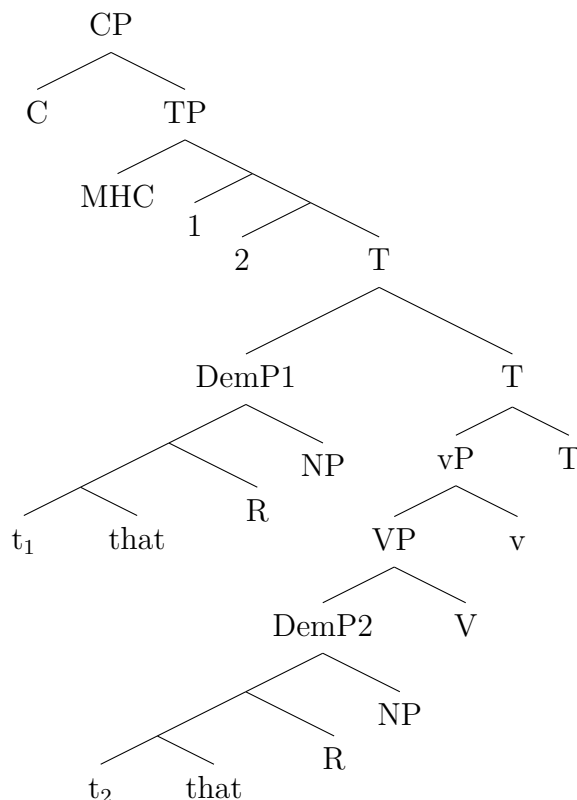 CP
C TP
MHC
1
2 T
DemP1 T
NP vP T
t₁ that R VP v
DemP2 V
NP
t₂ that R